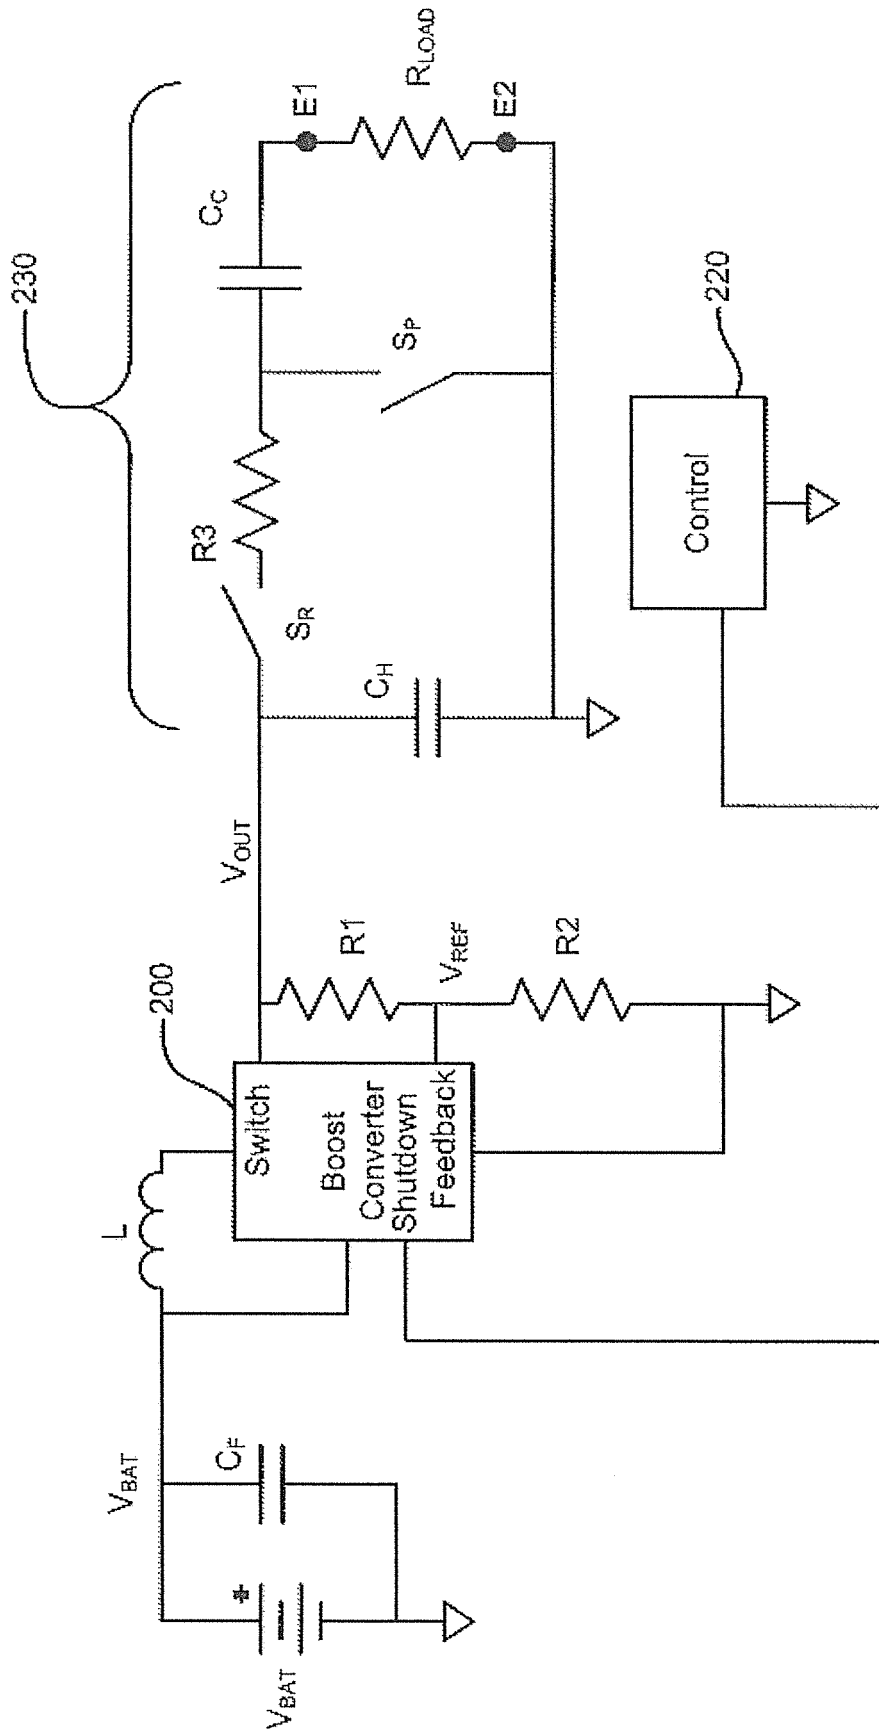 230
CC
E1
RLOAD
E2
R3
SR
SP
CH
VOUT
200
Switch
Boost
Converter
Shutdown
Feedback
R1
VREF
R2
L
VBAT
CF
+
VBAT
Control
220